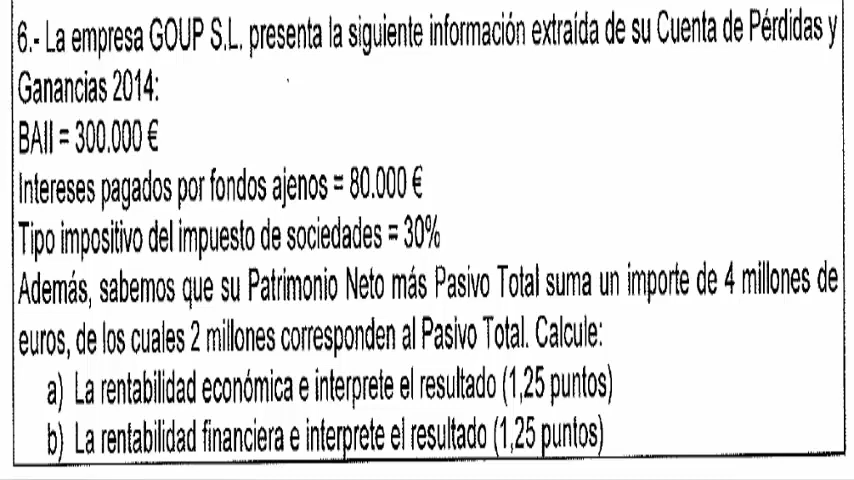 6.- La empresa GOUP S.L. presenta la siguiente información extraída de su Cuenta de Pérdidas y
Ganancias 2014:
BAII = 300.000 €
Intereses pagados por fondos ajenos = 80.000 €
Tipo impositivo del impuesto de sociedades = 30%
Además, sabemos que su Patrimonio Neto más Pasivo Total suma un importe de 4 millones de
euros, de los cuales 2 millones corresponden al Pasivo Total. Calcule:
a) La rentabilidad económica e interprete el resultado (1,25 puntos)
b) La rentabilidad financiera e interprete el resultado (1,25 puntos)